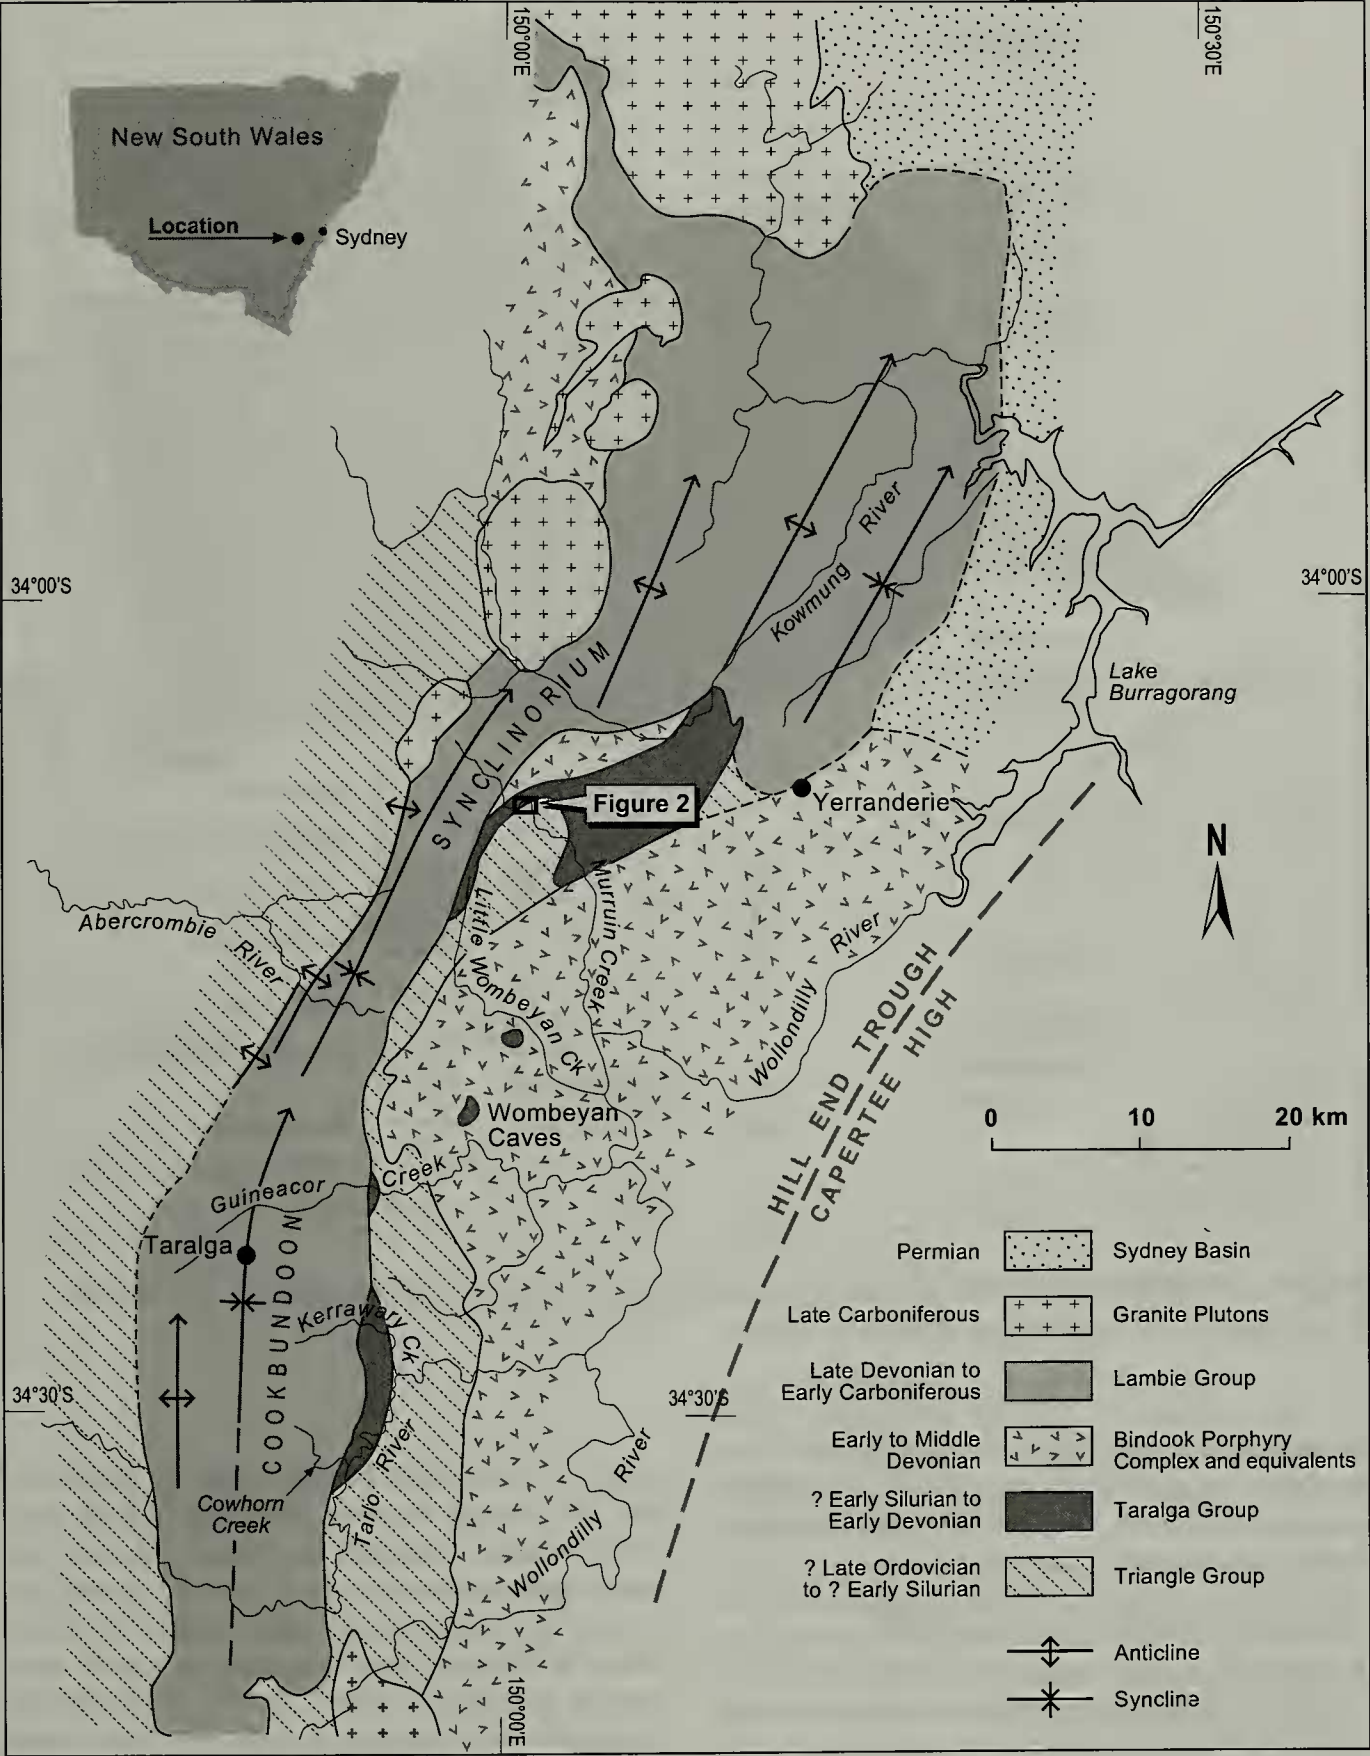 150°00'E
150°30'E
New South Wales
Location
Sydney
34°00'S
34°00'S
Kowmung River
Lake
Burragorang
SYNCLINORIUM
Figure 2
Yerranderie
N
Abercrombie River
Little Wombeyan Ck
Murruin Creek
Wollondilly River
HILL END TROUGH
CAPERTEE HIGH
Wombeyan
Caves
0 10 20 km
Guineacor Creek
Taralga
COOKBUNDOON
Kerrawary Ck
34°30'S
34°30'S
Cowhorn
Creek
Tarlo River
Wollondilly River
150°00'E
Permian Sydney Basin
Late Carboniferous Granite Plutons
Late Devonian to
Early Carboniferous Lambie Group
Early to Middle
Devonian
Bindook Porphyry
Complex and equivalents
? Early Silurian to
Early Devonian Taralga Group
? Late Ordovician
to ? Early Silurian Triangle Group
Anticline
Syncline